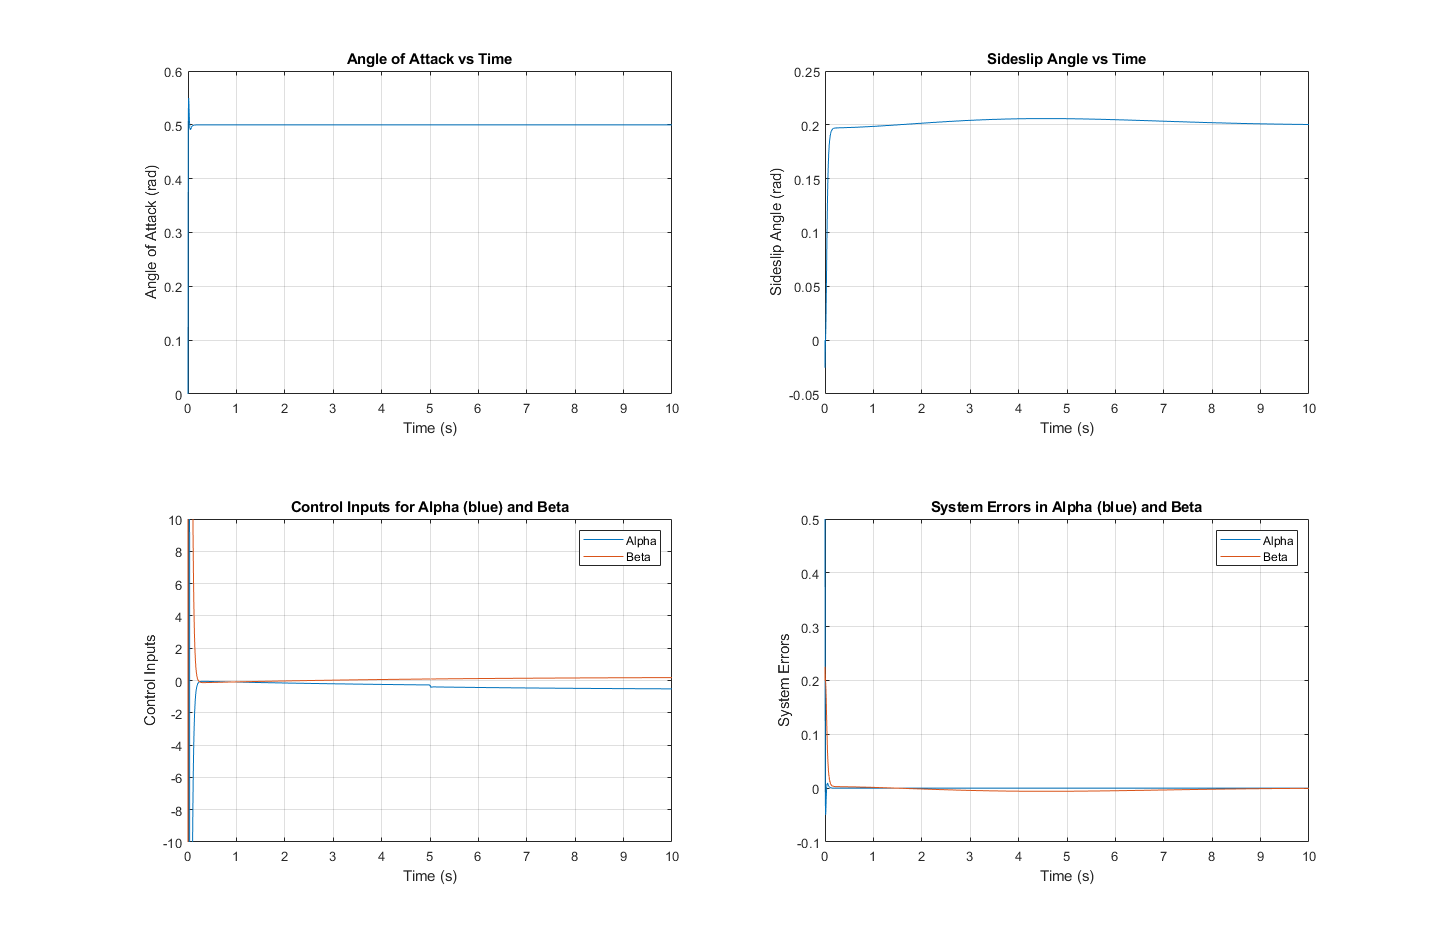 Angle of Attack vs Time
0.6
0.5
0.4
0.3
0.2
0.1
0
Angle of Attack (rad)
0 1 2 3 4 5 6 7 8 9 10
Time (s)
Sideslip Angle vs Time
0.25
0.2
0.15
0.1
0.05
0
-0.05
Sideslip Angle (rad)
0 1 2 3 4 5 6 7 8 9 10
Time (s)
Control Inputs for Alpha (blue) and Beta
10
8
6
4
2
0
-2
-4
-6
-8
-10
Control Inputs
Alpha
Beta
0 1 2 3 4 5 6 7 8 9 10
Time (s)
System Errors in Alpha (blue) and Beta
0.5
0.4
0.3
0.2
0.1
0
-0.1
System Errors
Alpha
Beta
0 1 2 3 4 5 6 7 8 9 10
Time (s)